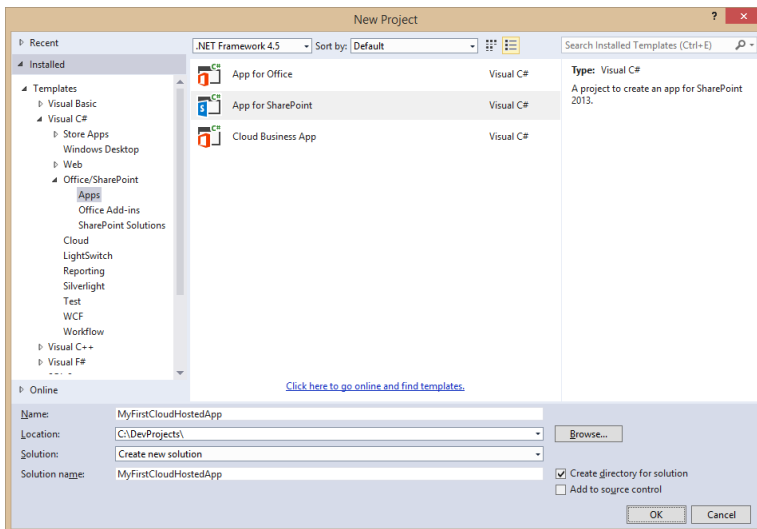 New Project
? ×
Recent
.NET Framework 4.5
Sort by: Default
Search Installed Templates (Ctrl+E)
Installed
Templates
Visual Basic
Visual C#
Store Apps
Windows Desktop
Web
Office/SharePoint
Apps
Office Add-ins
SharePoint Solutions
Cloud
LightSwitch
Reporting
Silverlight
Test
WCF
Workflow
Visual C++
Visual F#
Online
C# App for Office Visual C#
C# App for SharePoint Visual C#
C# Cloud Business App Visual C#
Click here to go online and find templates.
Type: Visual C#
A project to create an app for SharePoint
2013.
Name: MyFirstCloudHostedApp
Location: C:\DevProjects\
Browse...
Solution: Create new solution
Solution name: MyFirstCloudHostedApp
Create directory for solution
Add to source control
OK Cancel